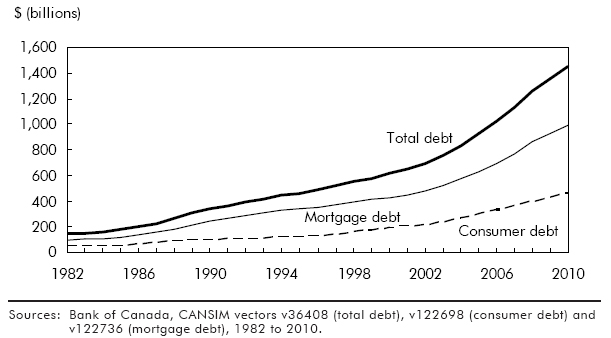 $ (billions)
1,600
1,400
1,200
1,000
800
600
400
200
0
Total debt
Mortgage debt
Consumer debt
1982 1986 1990 1994 1998 2002 2006 2010
Sources: Bank of Canada, CANSIM vectors v36408 (total debt), v122698 (consumer debt) and
v122736 (mortgage debt), 1982 to 2010.